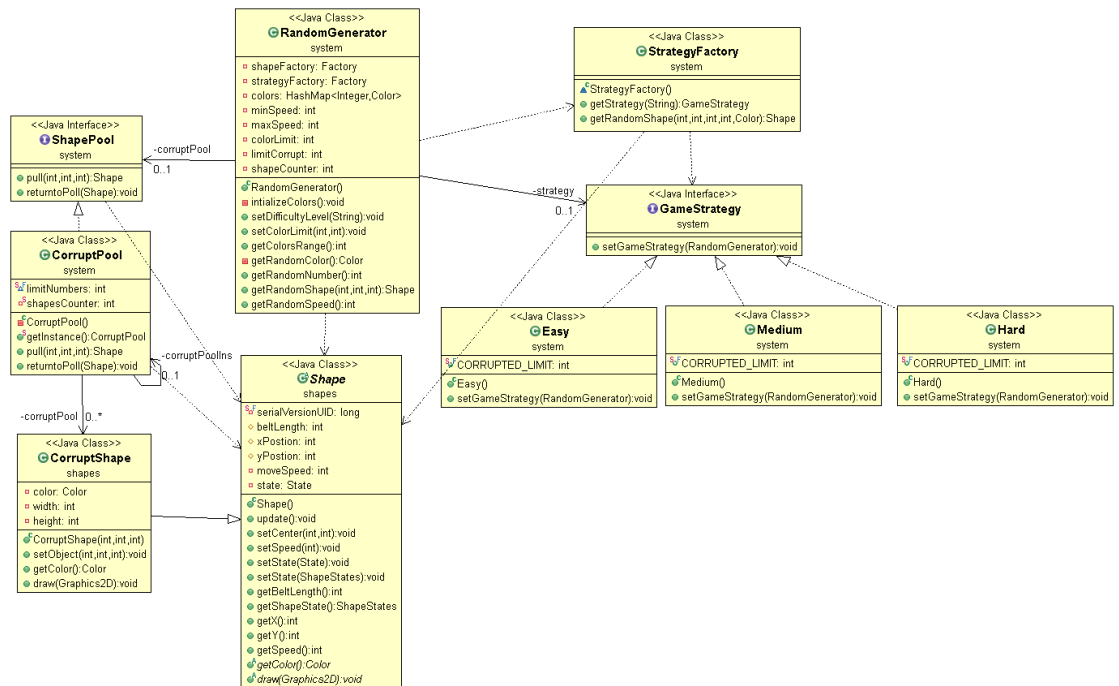 <<Java Class>>
RandomGenerator
system
shapeFactory: Factory
strategyFactory: Factory
colors: HashMap<Integer,Color>
minSpeed: int
maxSpeed: int
colorLimit: int
limitCorrupt: int
shapeCounter: int
RandomGenerator()
intializeColors():void
setDifficultyLevel(String):void
setColorLimit(int,int):void
getColorsRange():int
getRandomColor():Color
getRandomNumber():int
getRandomShape(int,int,int):Shape
getRandomSpeed():int
<<Java Class>>
StrategyFactory
system
StrategyFactory()
getStrategy(String):GameStrategy
getRandomShape(int,int,int,int,Color):Shape
<<Java Interface>>
ShapePool
system
pull(int,int,int):Shape
returntoPoll(Shape):void
-corruptPool
0..1
-strategy
0..1
<<Java Interface>>
GameStrategy
system
setGameStrategy(RandomGenerator):void
<<Java Class>>
CorruptPool
system
limitNumbers: int
shapesCounter: int
CorruptPool()
getInstance():CorruptPool
pull(int,int,int):Shape
returntoPoll(Shape):void
-corruptPoolIns
0..1
-corruptPool
0..*
<<Java Class>>
Easy
system
CORRUPTED_LIMIT: int
Easy()
setGameStrategy(RandomGenerator):void
<<Java Class>>
Medium
system
CORRUPTED_LIMIT: int
Medium()
setGameStrategy(RandomGenerator):void
<<Java Class>>
Hard
system
CORRUPTED_LIMIT: int
Hard()
setGameStrategy(RandomGenerator):void
<<Java Class>>
CorruptShape
shapes
color: Color
width: int
height: int
CorruptShape(int,int,int)
setObject(int,int,int):void
getColor():Color
draw(Graphics2D):void
<<Java Class>>
Shape
shapes
serialVersionUID: long
beltLength: int
xPostion: int
yPostion: int
moveSpeed: int
state: State
Shape()
update():void
setCenter(int,int):void
setSpeed(int):void
setState(State):void
setState(ShapeStates):void
getBeltLength():int
getShapeState():ShapeStates
getX():int
getY():int
getSpeed():int
getColor():Color
draw(Graphics2D):void